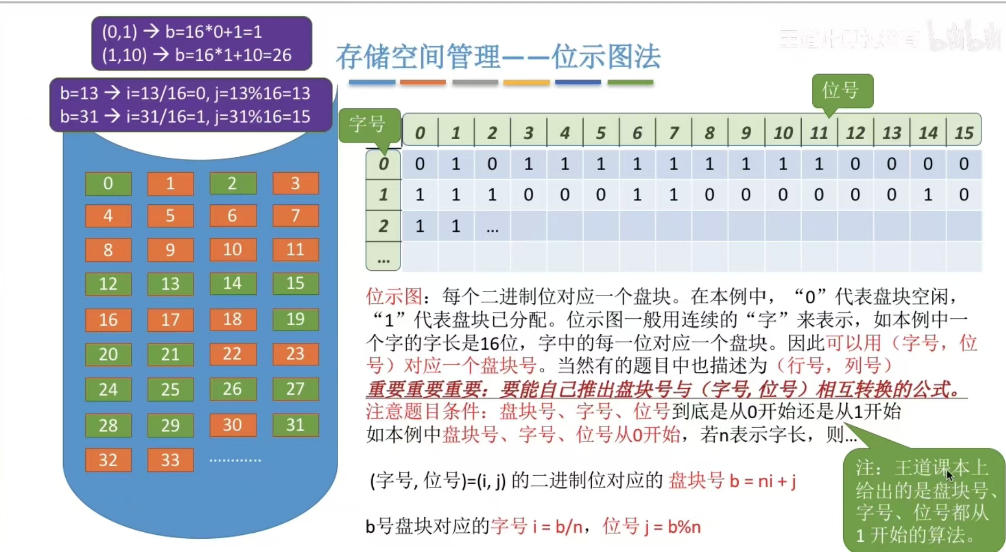 (0,1) → b=16*0+1=1
(1,10) → b=16*1+10=26
存储空间管理——位示图法
bilibili
b=13 → i=13/16=0, j=13%16=13
b=31 → i=31/16=1, j=31%16=15
位号
字号
0 1 2 3 4 5 6 7 8 9 10 11 12 13 14 15
0 0 1 0 1 1 1 1 1 1 1 1 1 0 0 0 0
1 1 1 1 0 0 0 1 1 0 0 0 0 0 0 1 0
2 1 1 ...
...
0 1 2 3
4 5 6 7
8 9 10 11
12 13 14 15
16 17 18 19
20 21 22 23
24 25 26 27
28 29 30 31
32 33 …………
位示图：每个二进制位对应一个盘块。在本例中，“0”代表盘块空闲，
“1”代表盘块已分配。位示图一般用连续的“字”来表示，如本例中一
个字的字长是16位，字中的每一位对应一个盘块。因此可以用（字号，位
号）对应一个盘块号。当然有的题目中也描述为（行号，列号）
重要重要重要：要能自己推出盘块号与（字号, 位号）相互转换的公式。
注意题目条件：盘块号、字号、位号到底是从0开始还是从1开始
如本例中盘块号、字号、位号从0开始，若n表示字长，则...
(字号, 位号)=(i, j) 的二进制位对应的 盘块号 b = ni + j
b号盘块对应的字号 i = b/n，位号 j = b%n
注：王道课本上
给出的是盘块号、
字号、位号都从
1 开始的算法。